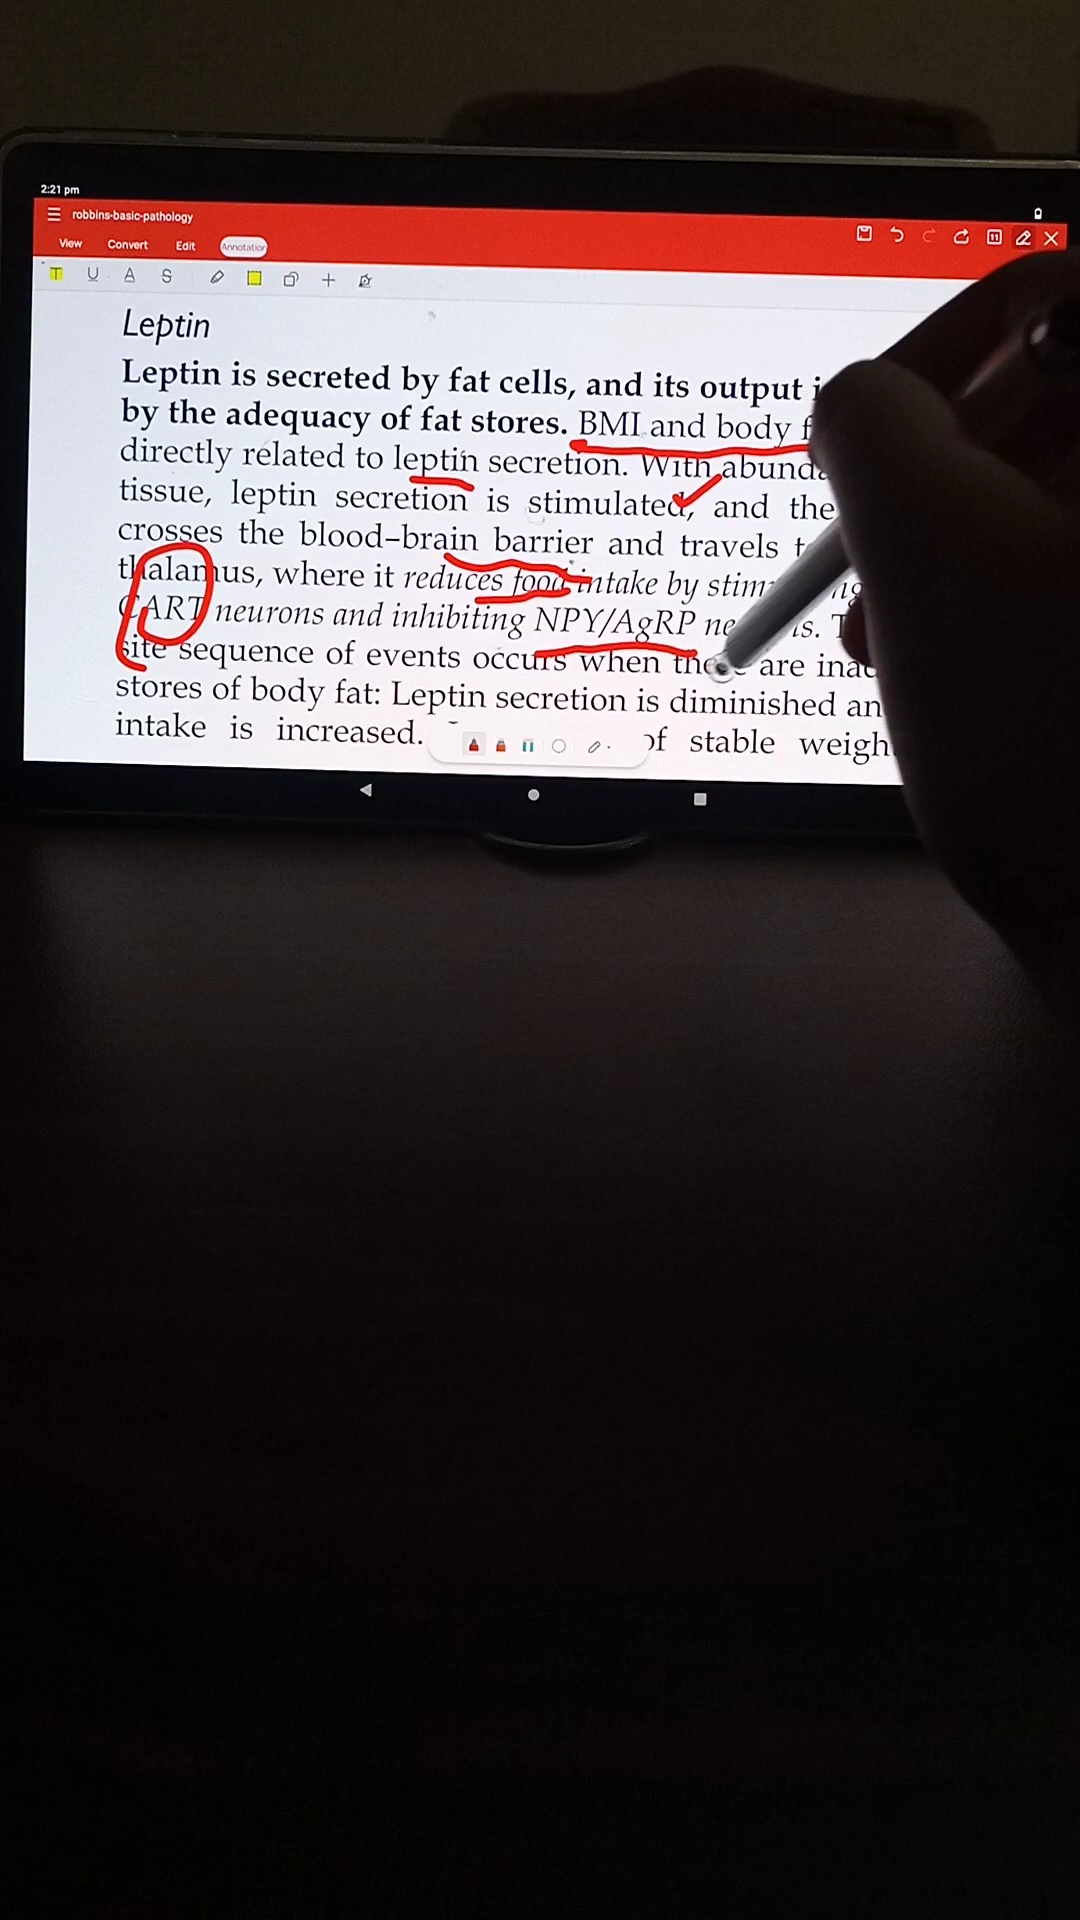 2:21 pm
robbins-basic-pathology
View Convert Edit Annotation
T U A S
Leptin
Leptin is secreted by fat cells, and its output
by the adequacy of fat stores. BMI and body
directly related to leptin secretion. With
tissue, leptin secretion is stimulated, and the
crosses the blood–brain barrier and travels
thalamus, where it reduces food intake by
CART neurons and inhibiting NPY/AgRP
site sequence of events occurs when there are
stores of body fat: Leptin secretion is diminished
intake is increased. of stable